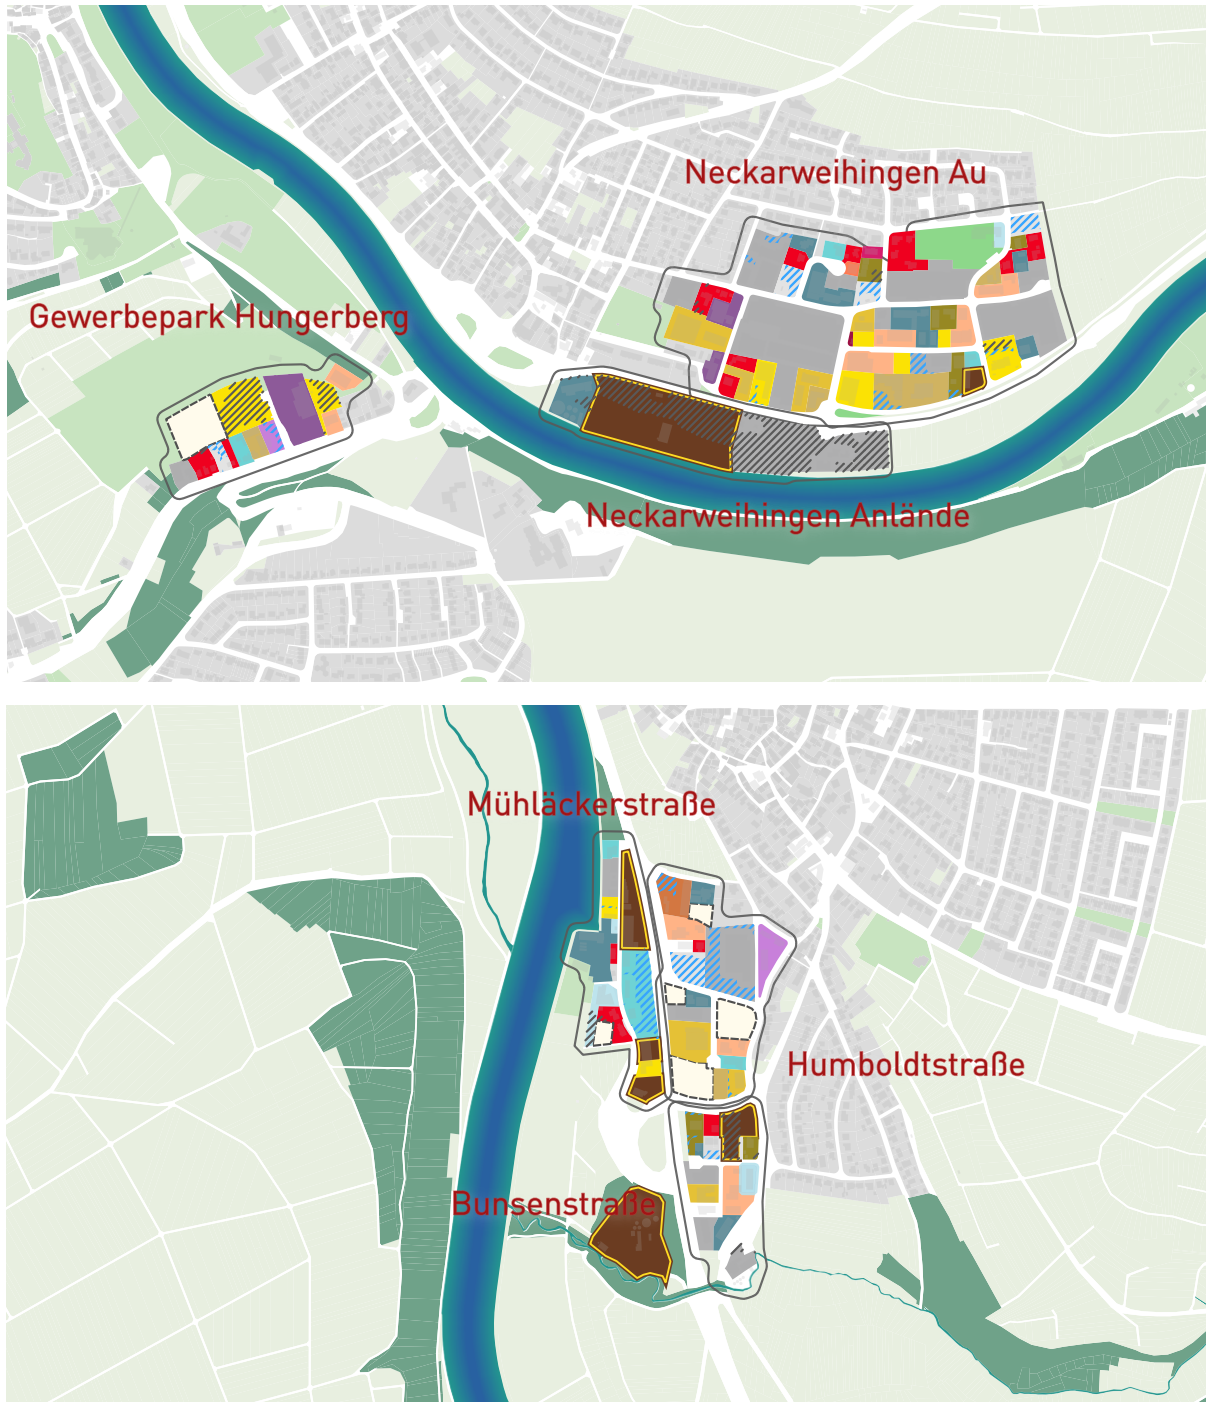 Neckarweihingen Au
Gewerbepark Hungerberg
Neckarweihingen Anlände
Mühläckerstraße
Humboldtstraße
Bunsenstraße